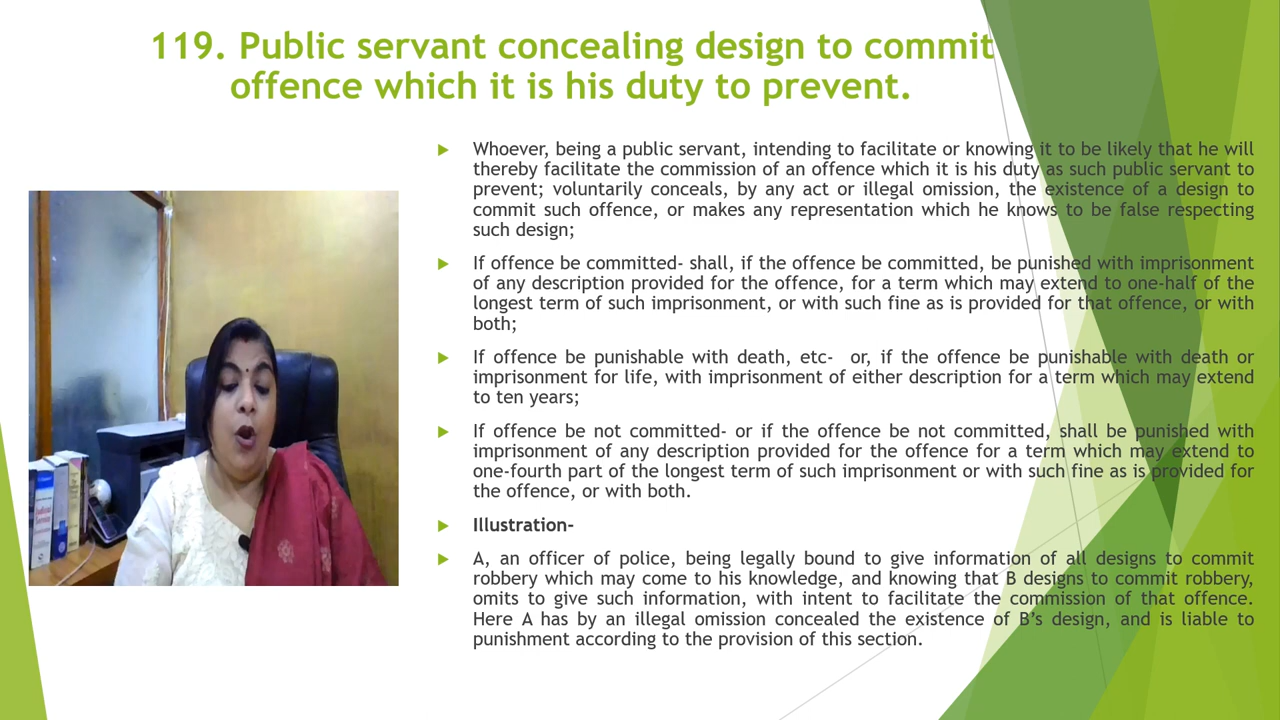 119. Public servant concealing design to commit
offence which it is his duty to prevent.
Whoever, being a public servant, intending to facilitate or knowing it to be likely that he will
thereby facilitate the commission of an offence which it is his duty as such public servant to
prevent; voluntarily conceals, by any act or illegal omission, the existence of a design to
commit such offence, or makes any representation which he knows to be false respecting
such design;
If offence be committed- shall, if the offence be committed, be punished with imprisonment
of any description provided for the offence, for a term which may extend to one-half of the
longest term of such imprisonment, or with such fine as is provided for that offence, or with
both;
If offence be punishable with death, etc- or, if the offence be punishable with death or
imprisonment for life, with imprisonment of either description for a term which may extend
to ten years;
If offence be not committed- or if the offence be not committed, shall be punished with
imprisonment of any description provided for the offence for a term which may extend to
one-fourth part of the longest term of such imprisonment or with such fine as is provided for
the offence, or with both.
Illustration-
A, an officer of police, being legally bound to give information of all designs to commit
robbery which may come to his knowledge, and knowing that B designs to commit robbery,
omits to give such information, with intent to facilitate the commission of that offence.
Here A has by an illegal omission concealed the existence of B's design, and is liable to
punishment according to the provision of this section.